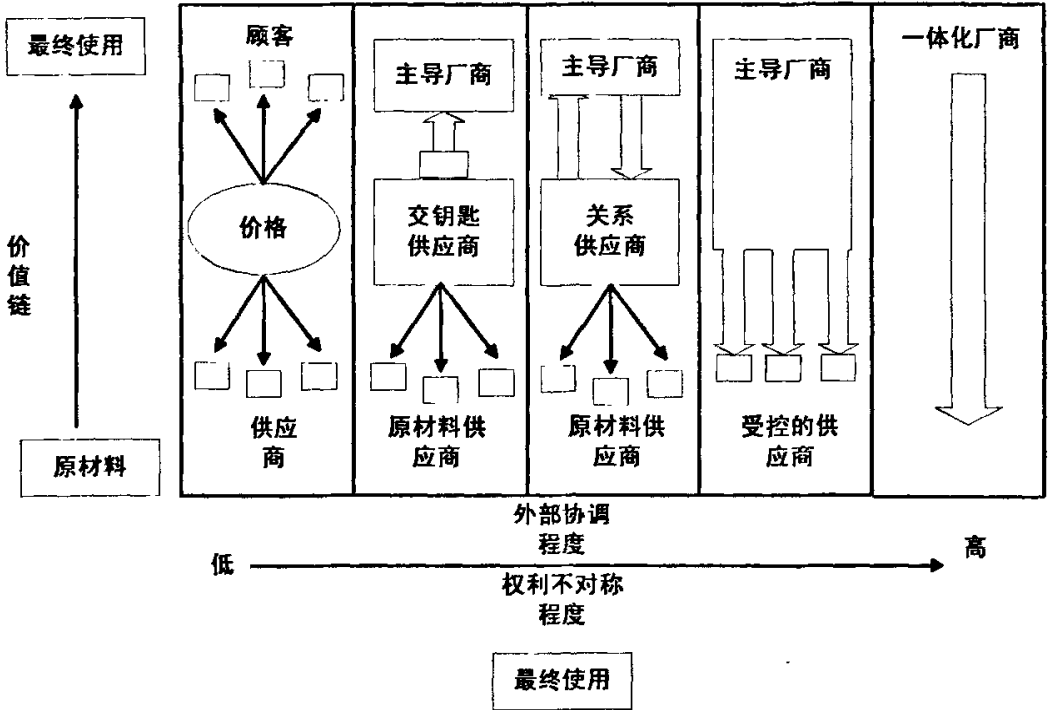 最终使用
价
值
链
原材料
顾客
价格
供应
商
主导厂商
交钥匙
供应商
原材料供
应商
主导厂商
关系
供应商
原材料供
应商
主导厂商
受控的供
应商
一体化厂商
外部协调
程度
低
高
权利不对称
程度
最终使用